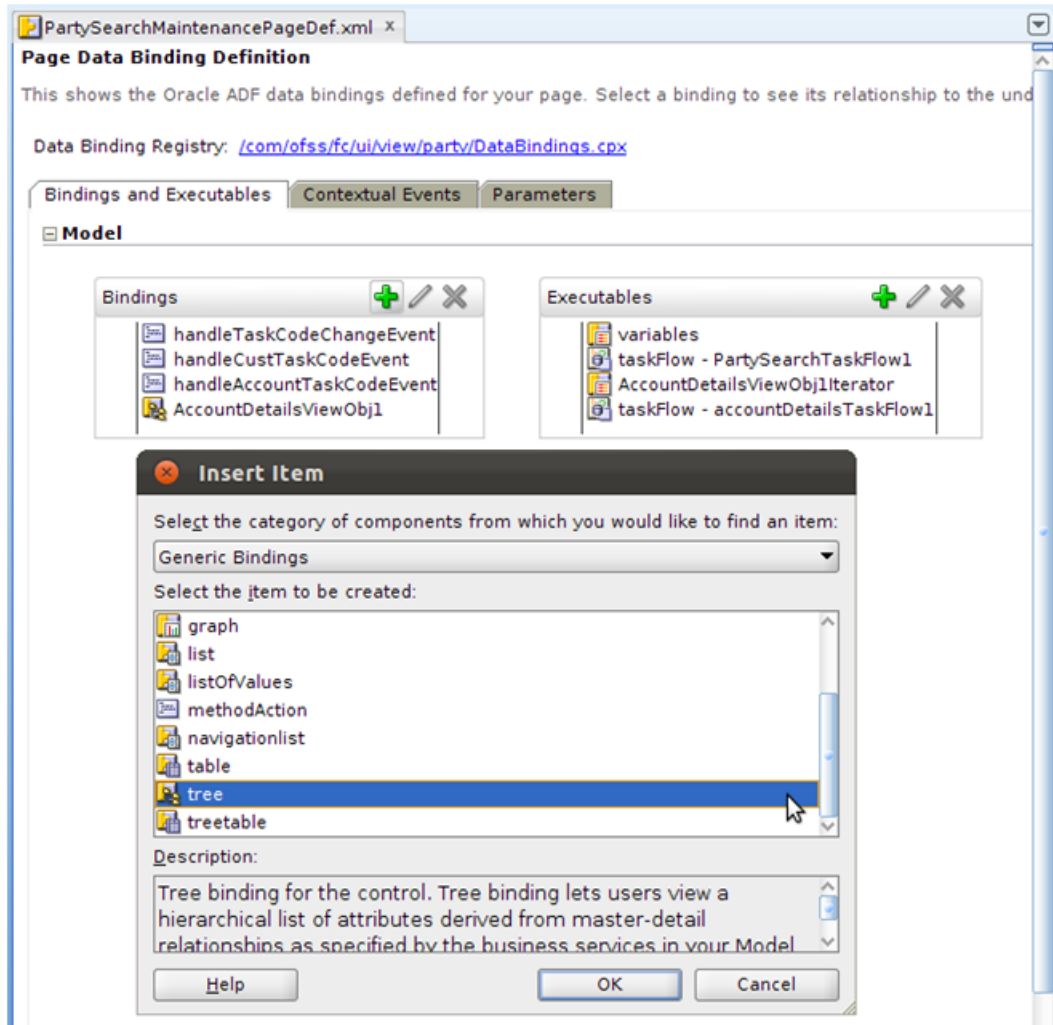 PartySearchMaintenancePageDef.xml x
Page Data Binding Definition
This shows the Oracle ADF data bindings defined for your page. Select a binding to see its relationship to the und
Data Binding Registry: /com/ofss/fc/ui/view/party/DataBindings.cpx
Bindings and Executables Contextual Events Parameters
Model
Bindings Executables
handleTaskCodeChangeEvent variables
handleCustTaskCodeEvent taskFlow - PartySearchTaskFlow1
handleAccountTaskCodeEvent AccountDetailsViewObj1Iterator
AccountDetailsViewObj1 taskFlow - accountDetailsTaskFlow1
Insert Item
Select the category of components from which you would like to find an item:
Generic Bindings
Select the item to be created:
graph
list
listOfValues
methodAction
navigationlist
table
tree
treetable
Description:
Tree binding for the control. Tree binding lets users view a
hierarchical list of attributes derived from master-detail
relationships as specified by the business services in your Model
Help OK Cancel